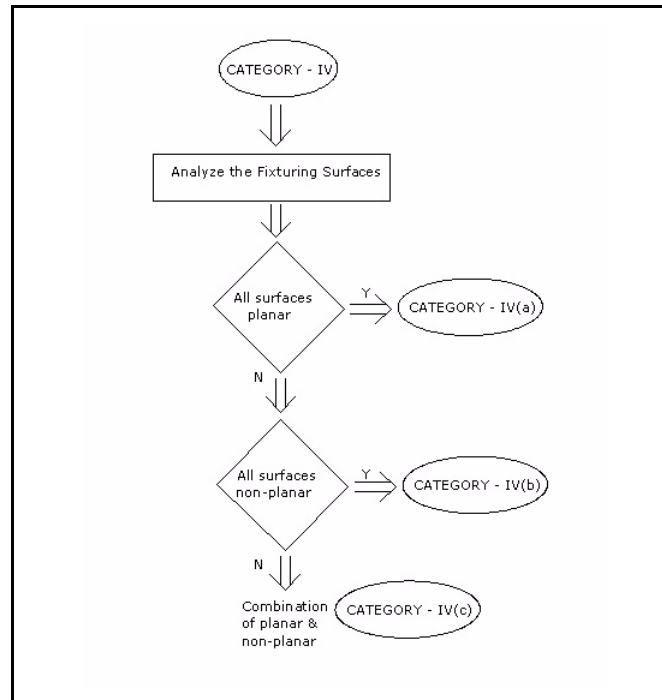 CATEGORY - IV
Analyze the Fixturing Surfaces
All surfaces
planar
Y
CATEGORY - IV(a)
N
All surfaces
non-planar
Y
CATEGORY - IV(b)
N
Combination
of planar &
non-planar
CATEGORY - IV(c)